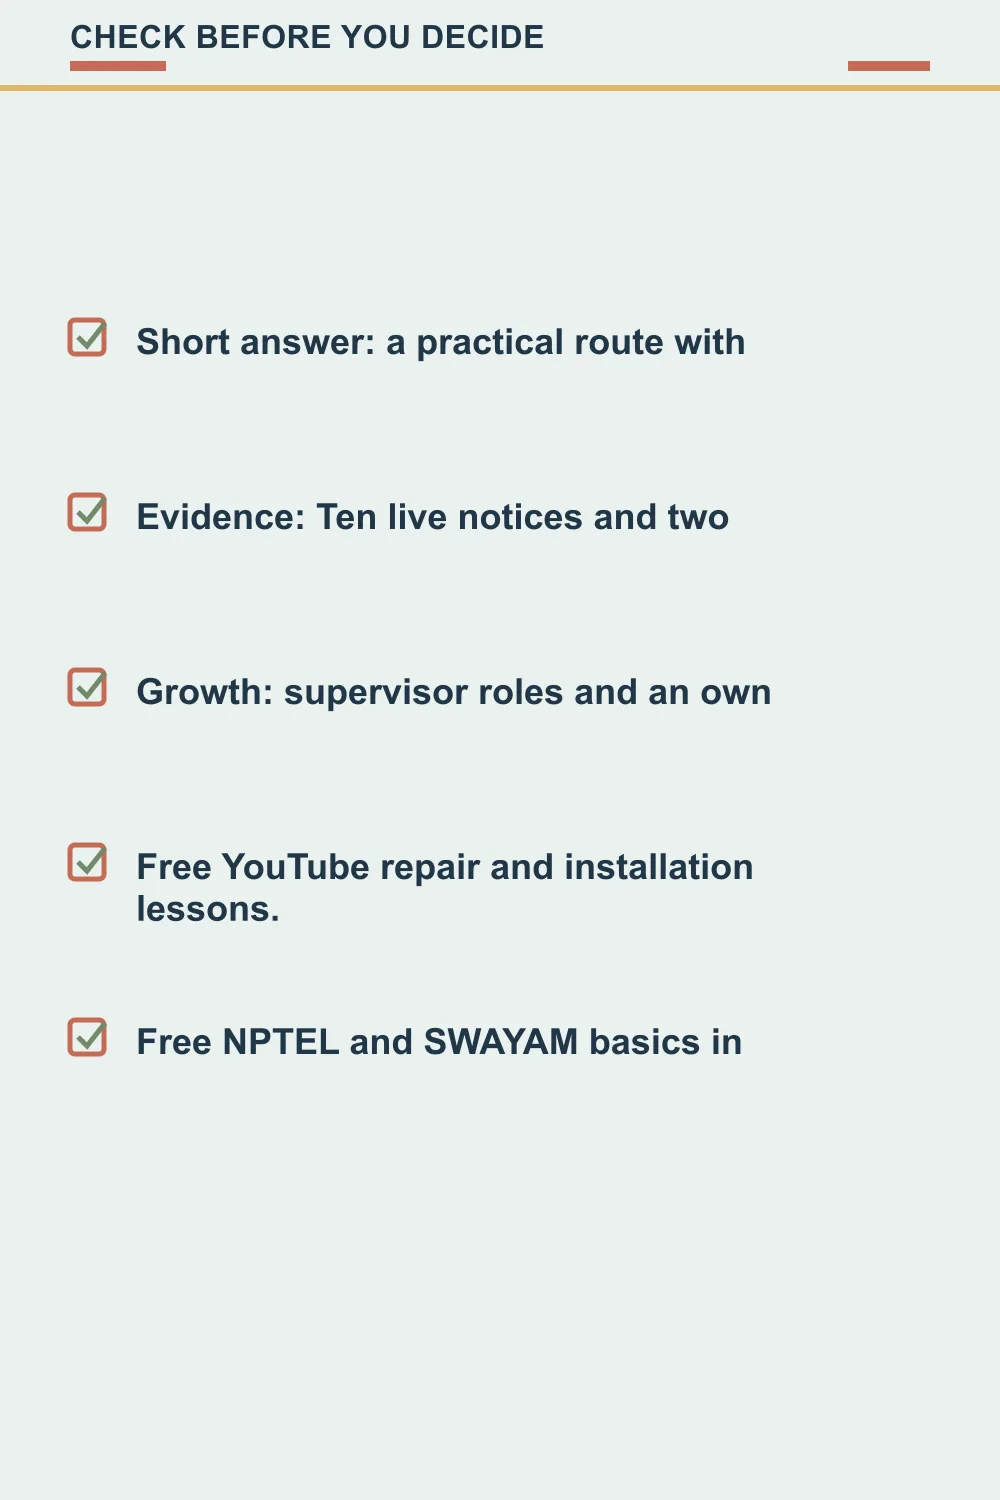 CHECK BEFORE YOU DECIDE
Short answer: a practical route with
Evidence: Ten live notices and two
Growth: supervisor roles and an own
Free YouTube repair and installation
lessons.
Free NPTEL and SWAYAM basics in